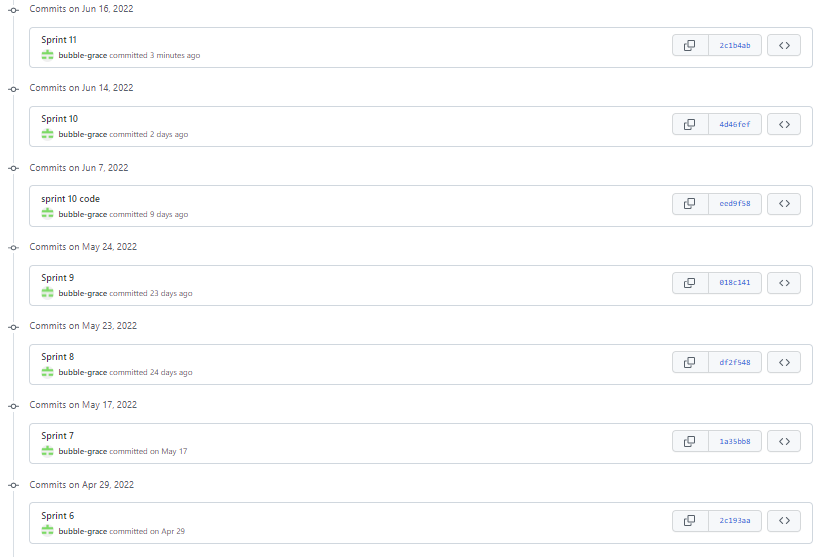 Commits on Jun 16, 2022
Sprint 11
bubble-grace committed 3 minutes ago
2c1b4ab
Commits on Jun 14, 2022
Sprint 10
bubble-grace committed 2 days ago
4d46fef
Commits on Jun 7, 2022
sprint 10 code
bubble-grace committed 9 days ago
eed9f58
Commits on May 24, 2022
Sprint 9
bubble-grace committed 23 days ago
018c141
Commits on May 23, 2022
Sprint 8
bubble-grace committed 24 days ago
df2f548
Commits on May 17, 2022
Sprint 7
bubble-grace committed on May 17
1a35bb8
Commits on Apr 29, 2022
Sprint 6
bubble-grace committed on Apr 29
2c193aa